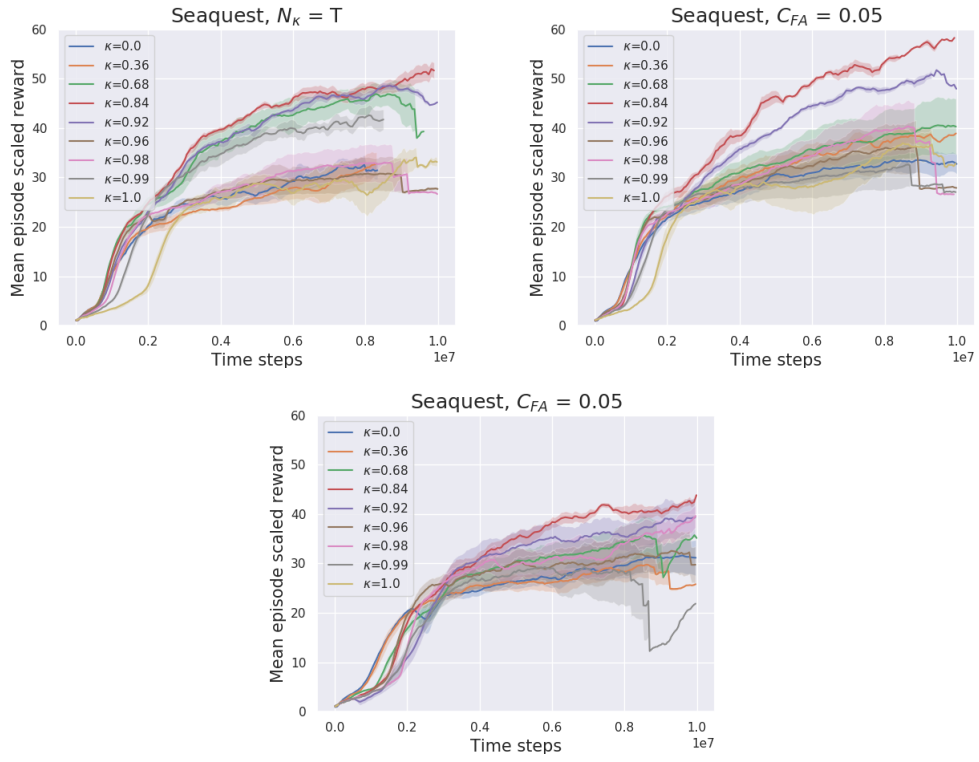 Seaquest, Nκ = T
Mean episode scaled reward
60
50
40
30
20
10
0
κ=0.0
κ=0.36
κ=0.68
κ=0.84
κ=0.92
κ=0.96
κ=0.98
κ=0.99
κ=1.0
0.0 0.2 0.4 0.6 0.8 1.0
1e7
Time steps
Seaquest, CFA = 0.05
Mean episode scaled reward
60
50
40
30
20
10
0
κ=0.0
κ=0.36
κ=0.68
κ=0.84
κ=0.92
κ=0.96
κ=0.98
κ=0.99
κ=1.0
0.0 0.2 0.4 0.6 0.8 1.0
1e7
Time steps
Seaquest, CFA = 0.05
Mean episode scaled reward
60
50
40
30
20
10
0
κ=0.0
κ=0.36
κ=0.68
κ=0.84
κ=0.92
κ=0.96
κ=0.98
κ=0.99
κ=1.0
0.0 0.2 0.4 0.6 0.8 1.0
1e7
Time steps